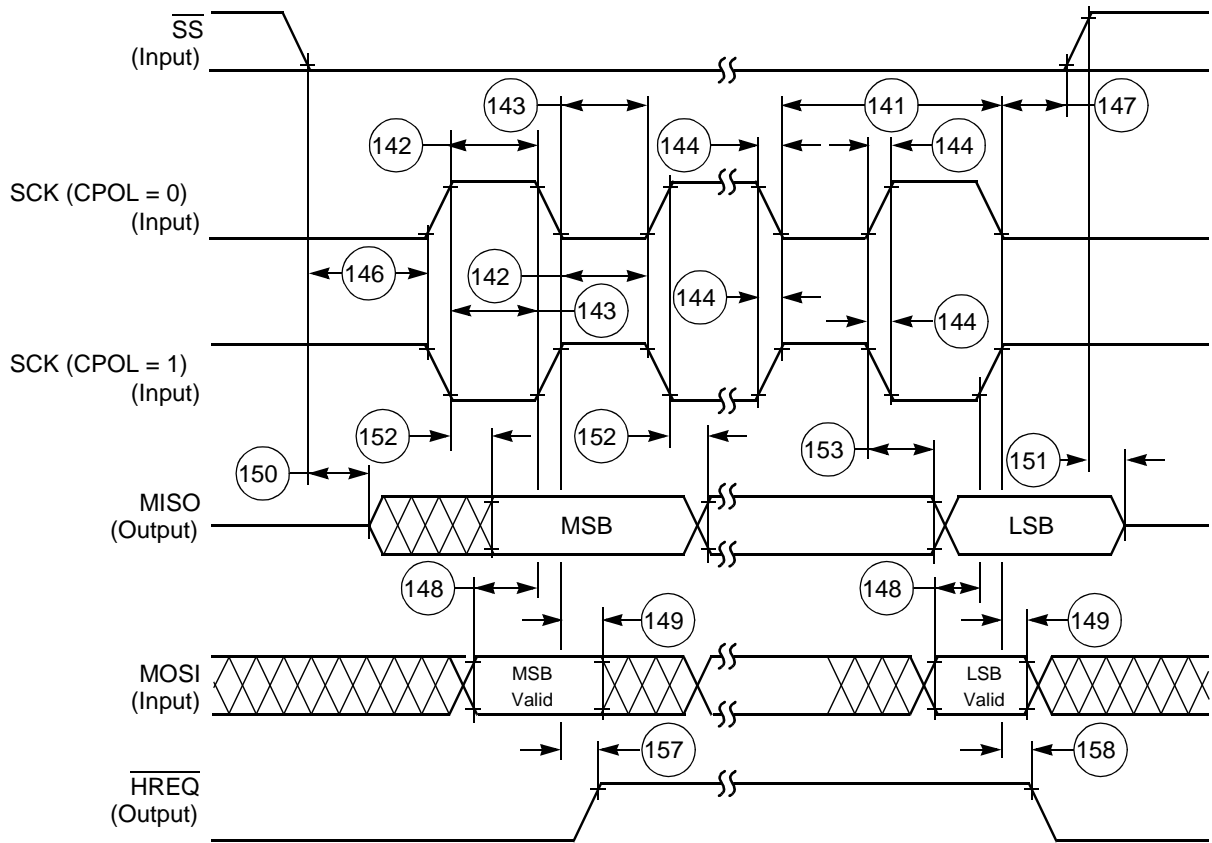 SS
(Input)
143
141
147
142
144
144
SCK (CPOL = 0)
(Input)
146
142
143
144
144
SCK (CPOL = 1)
(Input)
152
152
153
151
150
MISO
(Output)
MSB
LSB
148
148
149
149
MOSI
(Input)
MSB
Valid
LSB
Valid
157
158
HREQ
(Output)